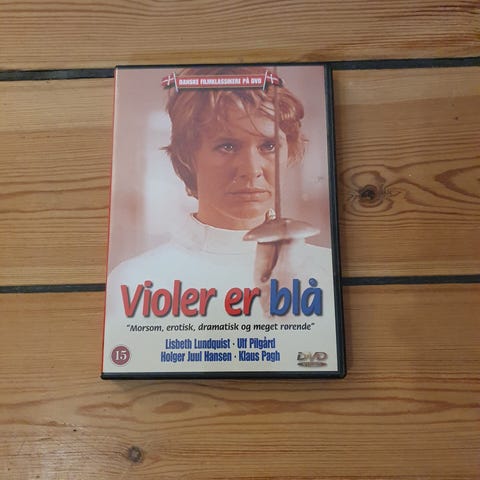 DANSKE FILMKLASSIKERE PÅ DVD
Violer er blå
"Morsom, erotisk, dramatisk og meget rørende"
Lisbeth Lundquist · Ulf Pilgård
Holger Juul Hansen · Klaus Pagh
15
DVD